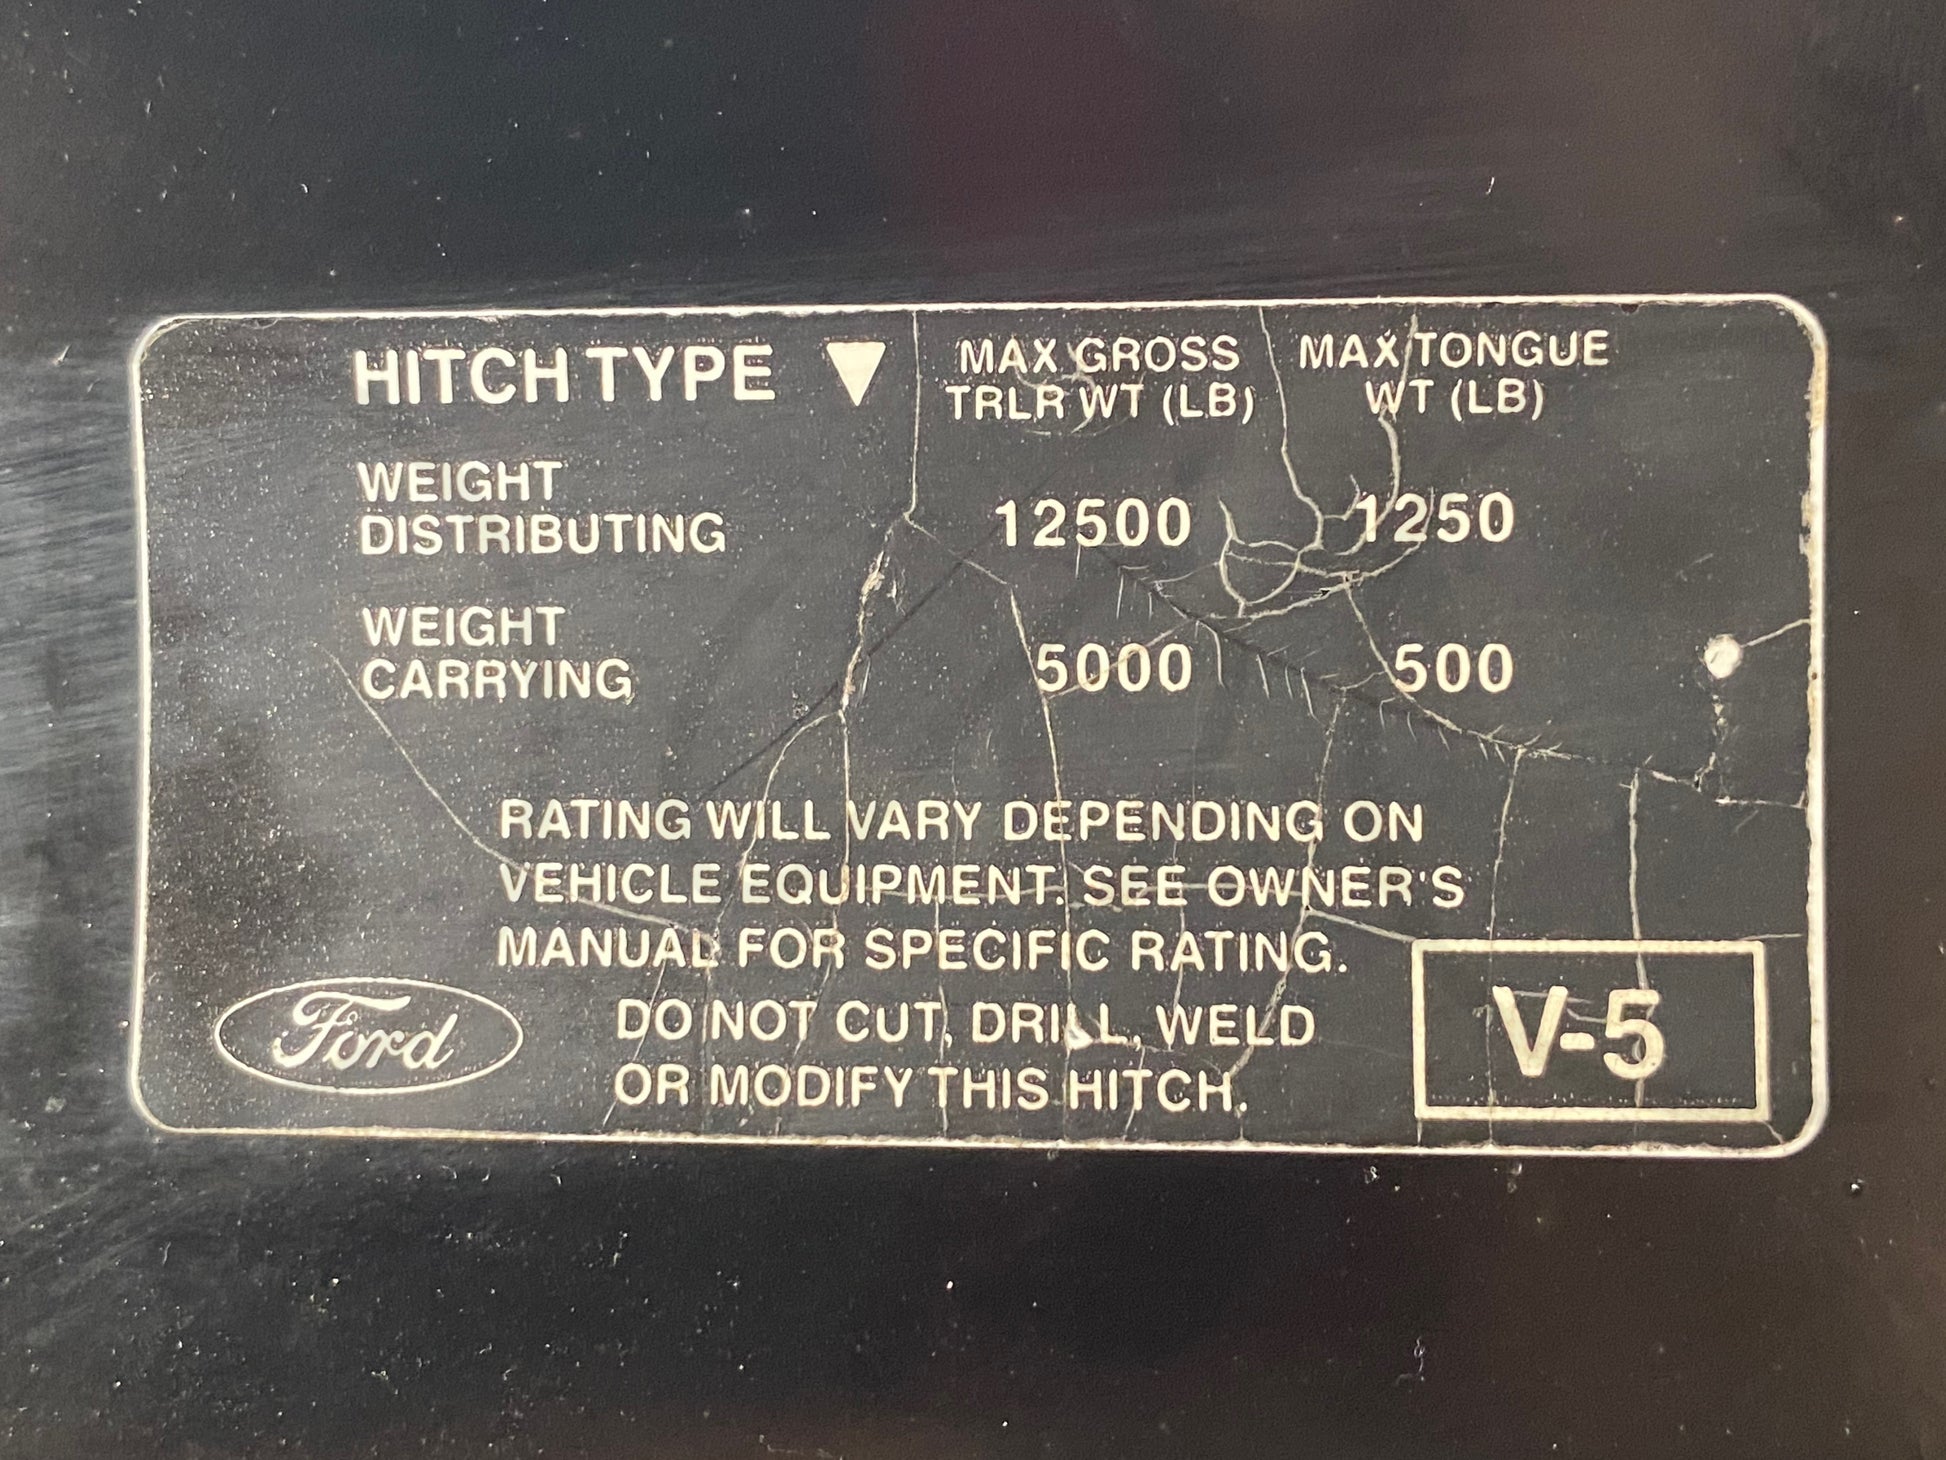 HITCH TYPE ▼ MAX GROSS TRLR WT (LB) MAX TONGUE WT (LB)
WEIGHT
DISTRIBUTING 12500 1250
WEIGHT
CARRYING 5000 500
RATING WILL VARY DEPENDING ON
VEHICLE EQUIPMENT. SEE OWNER'S
MANUAL FOR SPECIFIC RATING.
Ford
DO NOT CUT, DRILL, WELD
OR MODIFY THIS HITCH.
V-5